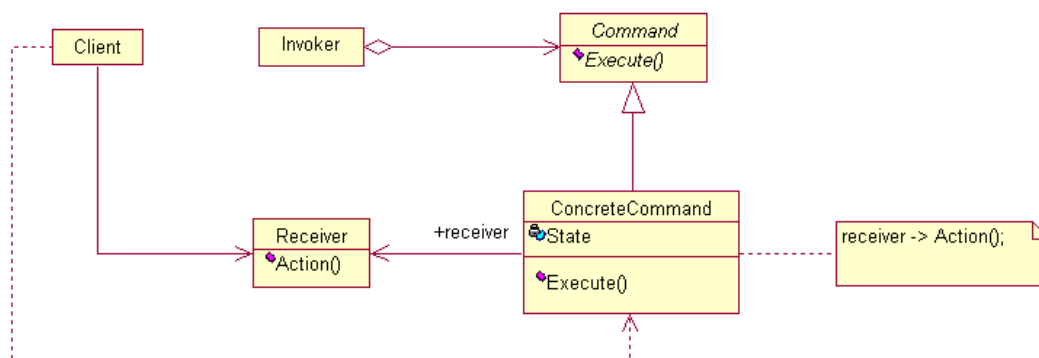 Client
Invoker
Command
Execute()
Receiver
Action()
+receiver
ConcreteCommand
State
Execute()
receiver -> Action();